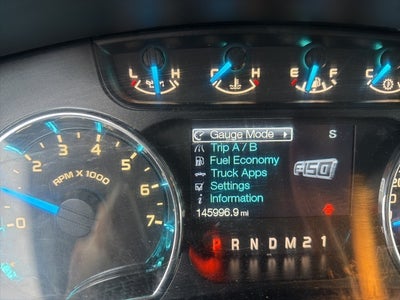 L H
C H
E F
C
Gauge Mode
S
Trip A / B
Fuel Economy
F-150
Truck Apps
Settings
Information
145996.9 mi
P R N D M 2 1
0 1 2 3 4 5 6 7
RPM X 1000